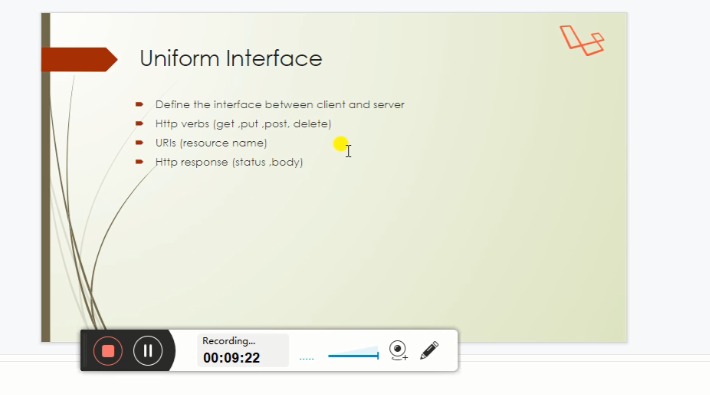 Uniform Interface
Define the interface between client and server
Http verbs (get ,put ,post, delete)
URIs (resource name)
Http response (status ,body)
Recording...
00:09:22